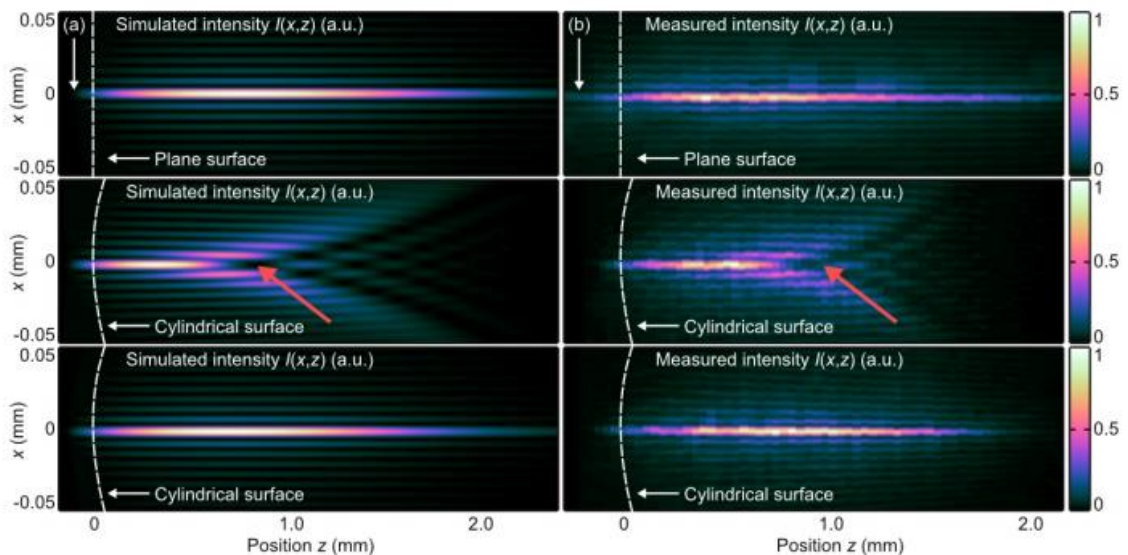 0.05 (a) Simulated intensity I(x,z) (a.u.) (b) Measured intensity I(x,z) (a.u.) 1
x (mm) 0 0.5
-0.05 Plane surface Plane surface 0
0.05 Simulated intensity I(x,z) (a.u.) Measured intensity I(x,z) (a.u.) 1
x (mm) 0 0.5
-0.05 Cylindrical surface Cylindrical surface 0
0.05 Simulated intensity I(x,z) (a.u.) Measured intensity I(x,z) (a.u.) 1
x (mm) 0 0.5
-0.05 Cylindrical surface Cylindrical surface 0
0 1.0 2.0 0 1.0 2.0
Position z (mm) Position z (mm)